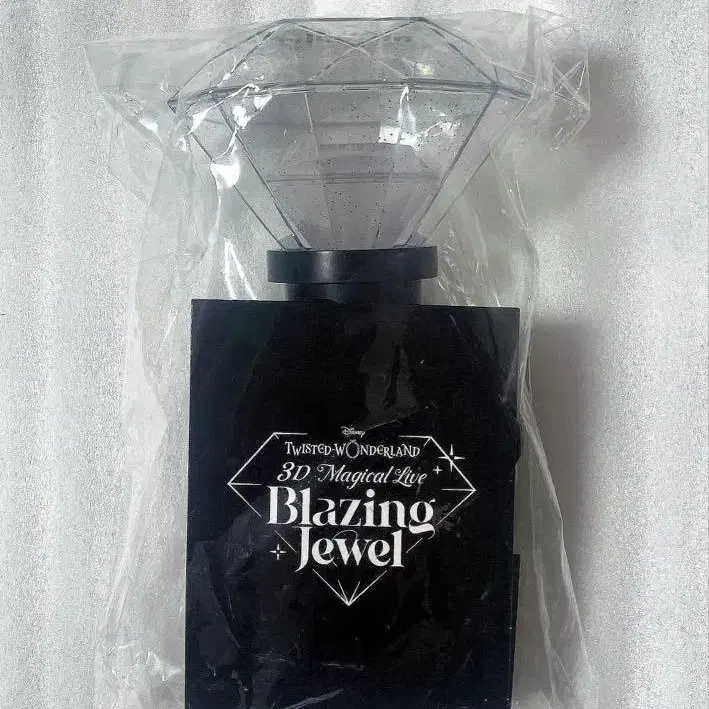 Disney
TWISTED-WONDERLAND
3D Magical Live
Blazing
Jewel